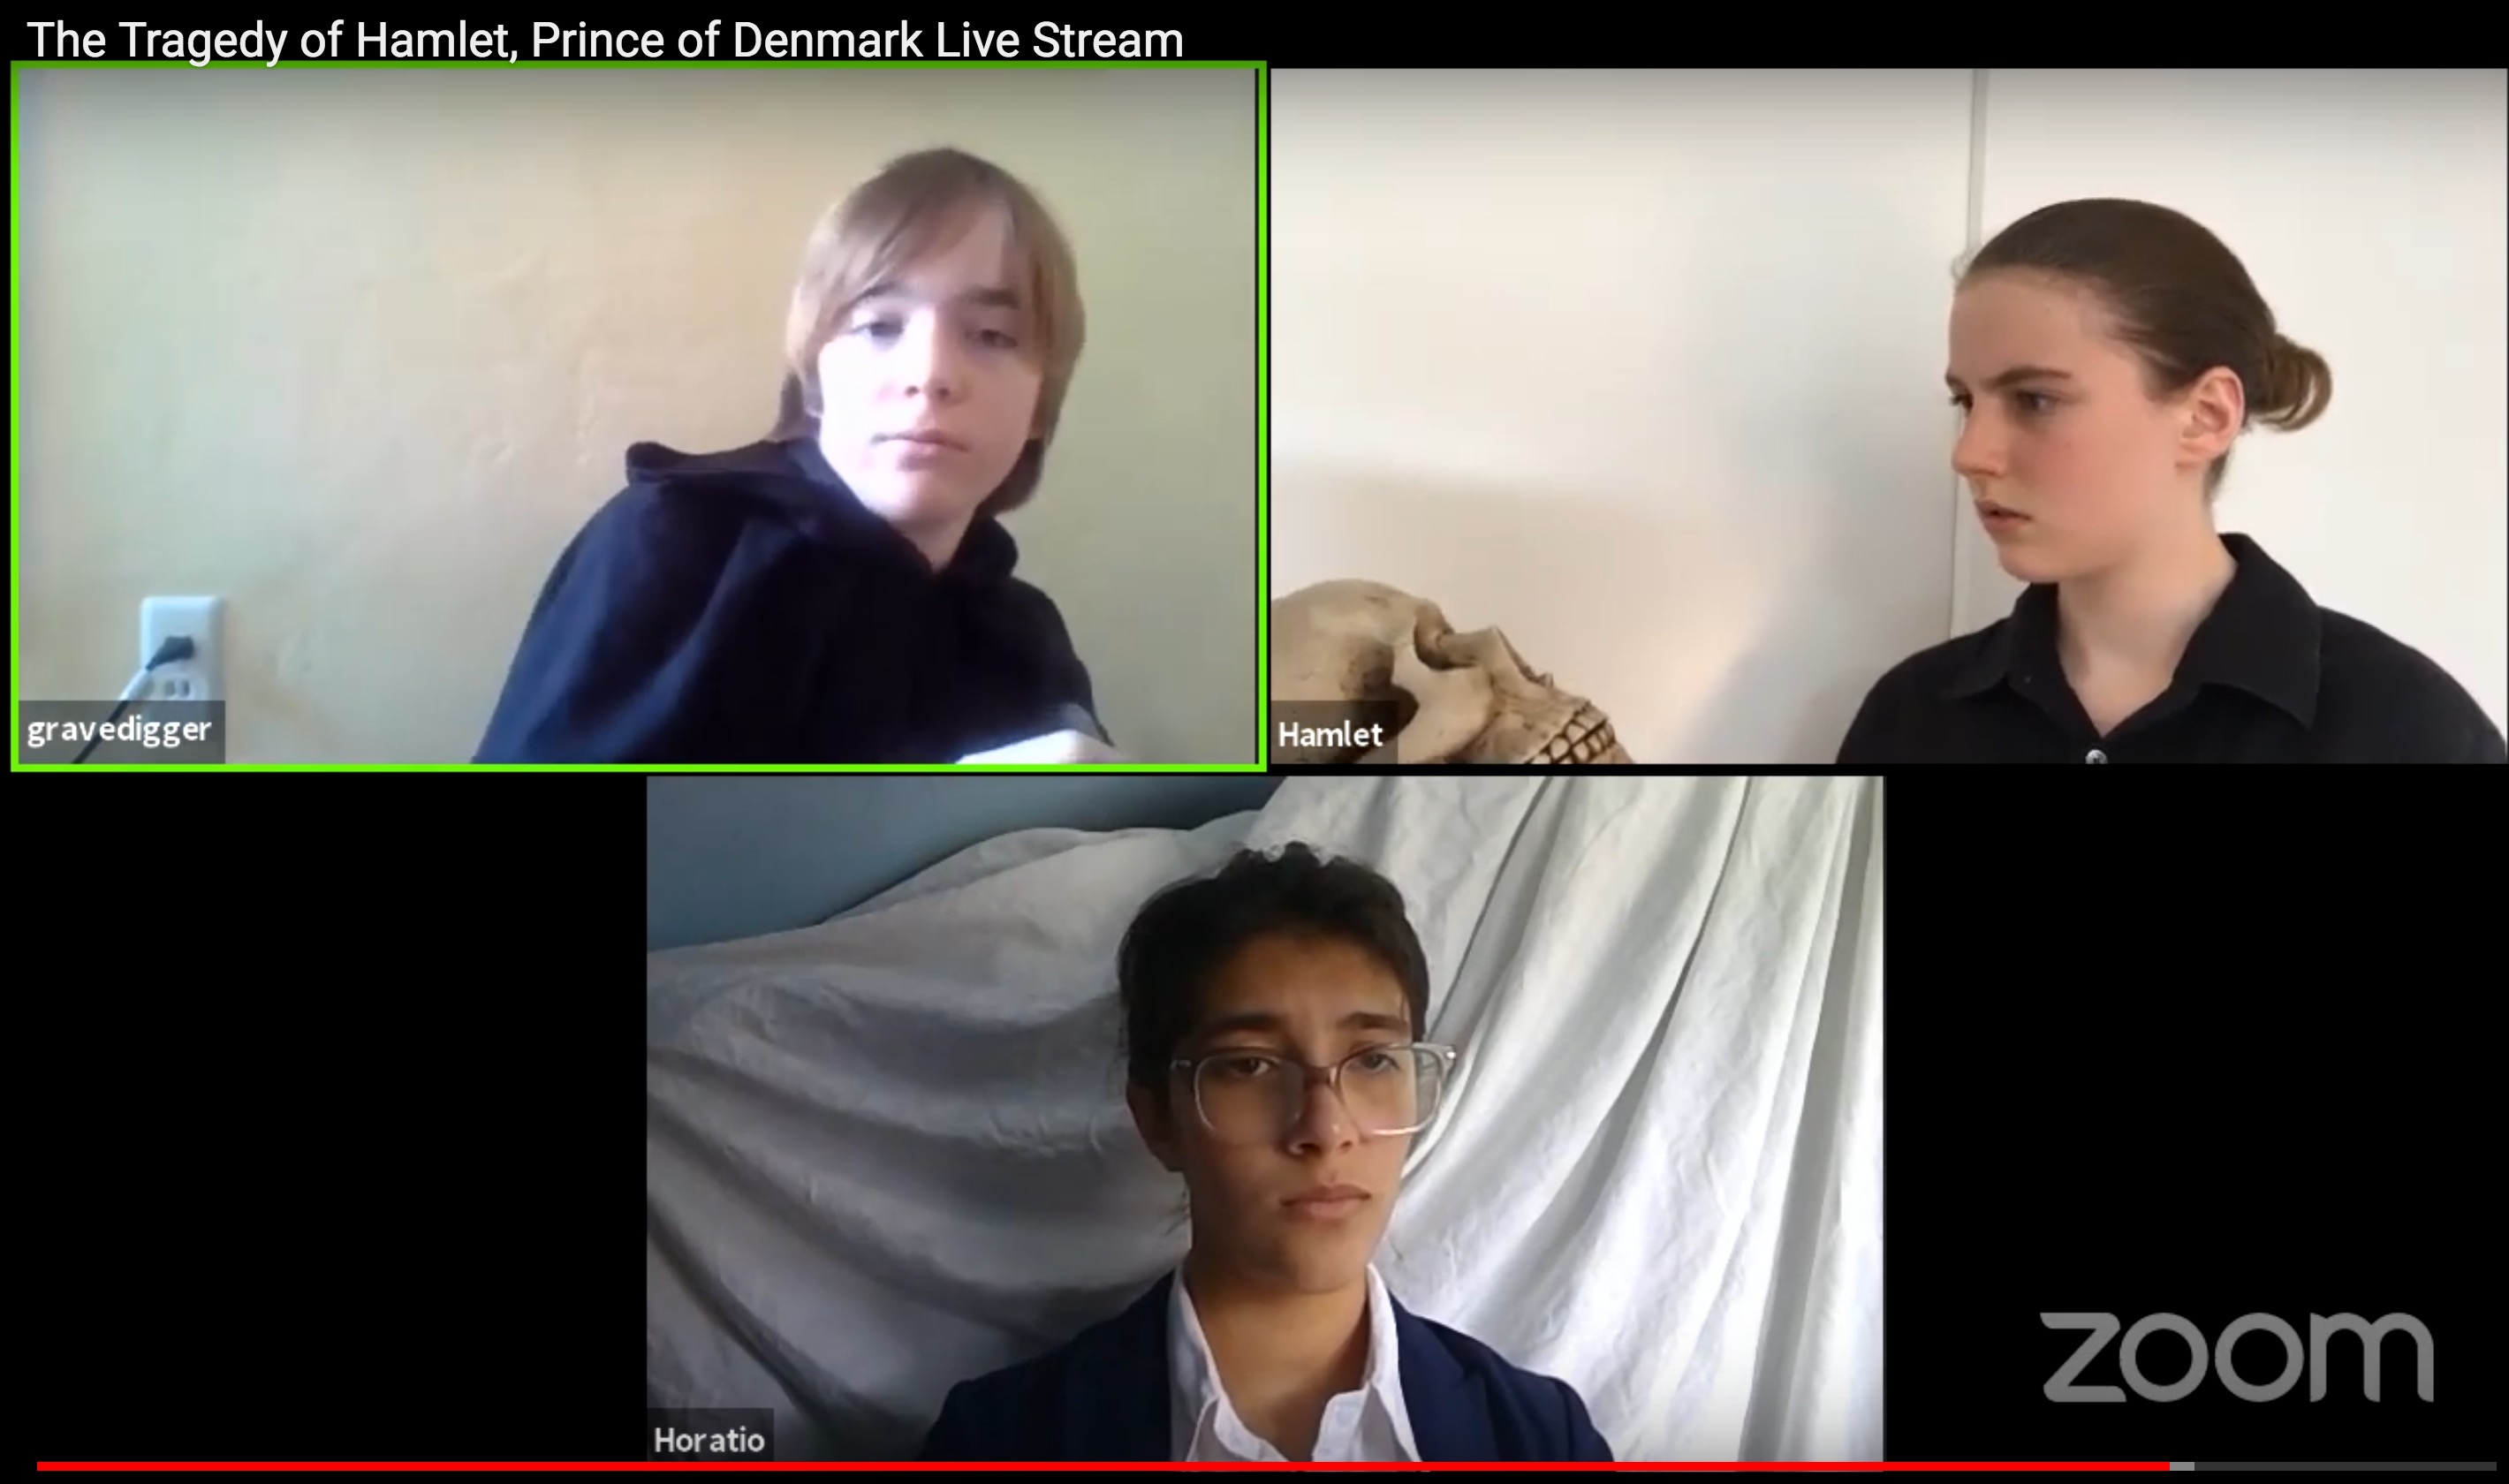 The Tragedy of Hamlet, Prince of Denmark Live Stream
gravedigger
Hamlet
Horatio
zoom